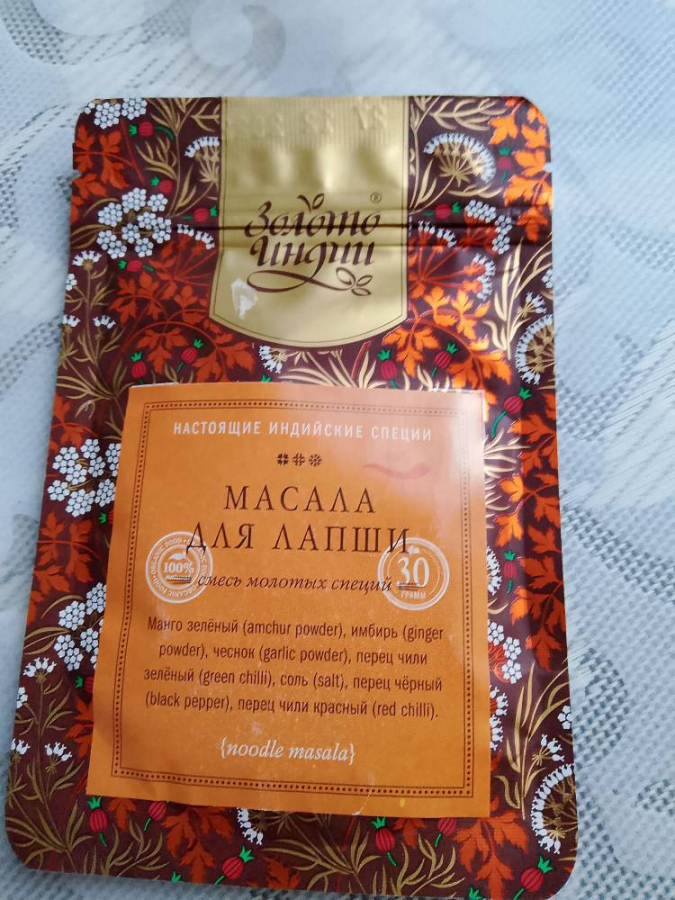 Золото ®
Индии
НАСТОЯЩИЕ ИНДИЙСКИЕ СПЕЦИИ
МАСАЛА
ДЛЯ ЛАПШИ
100%
30
ГРАММЫ
смесь молотых специй
Манго зелёный (amchur powder), имбирь (ginger
powder), чеснок (garlic powder), перец чили
зелёный (green chilli), соль (salt), перец чёрный
(black pepper), перец чили красный (red chilli).
{noodle masala}